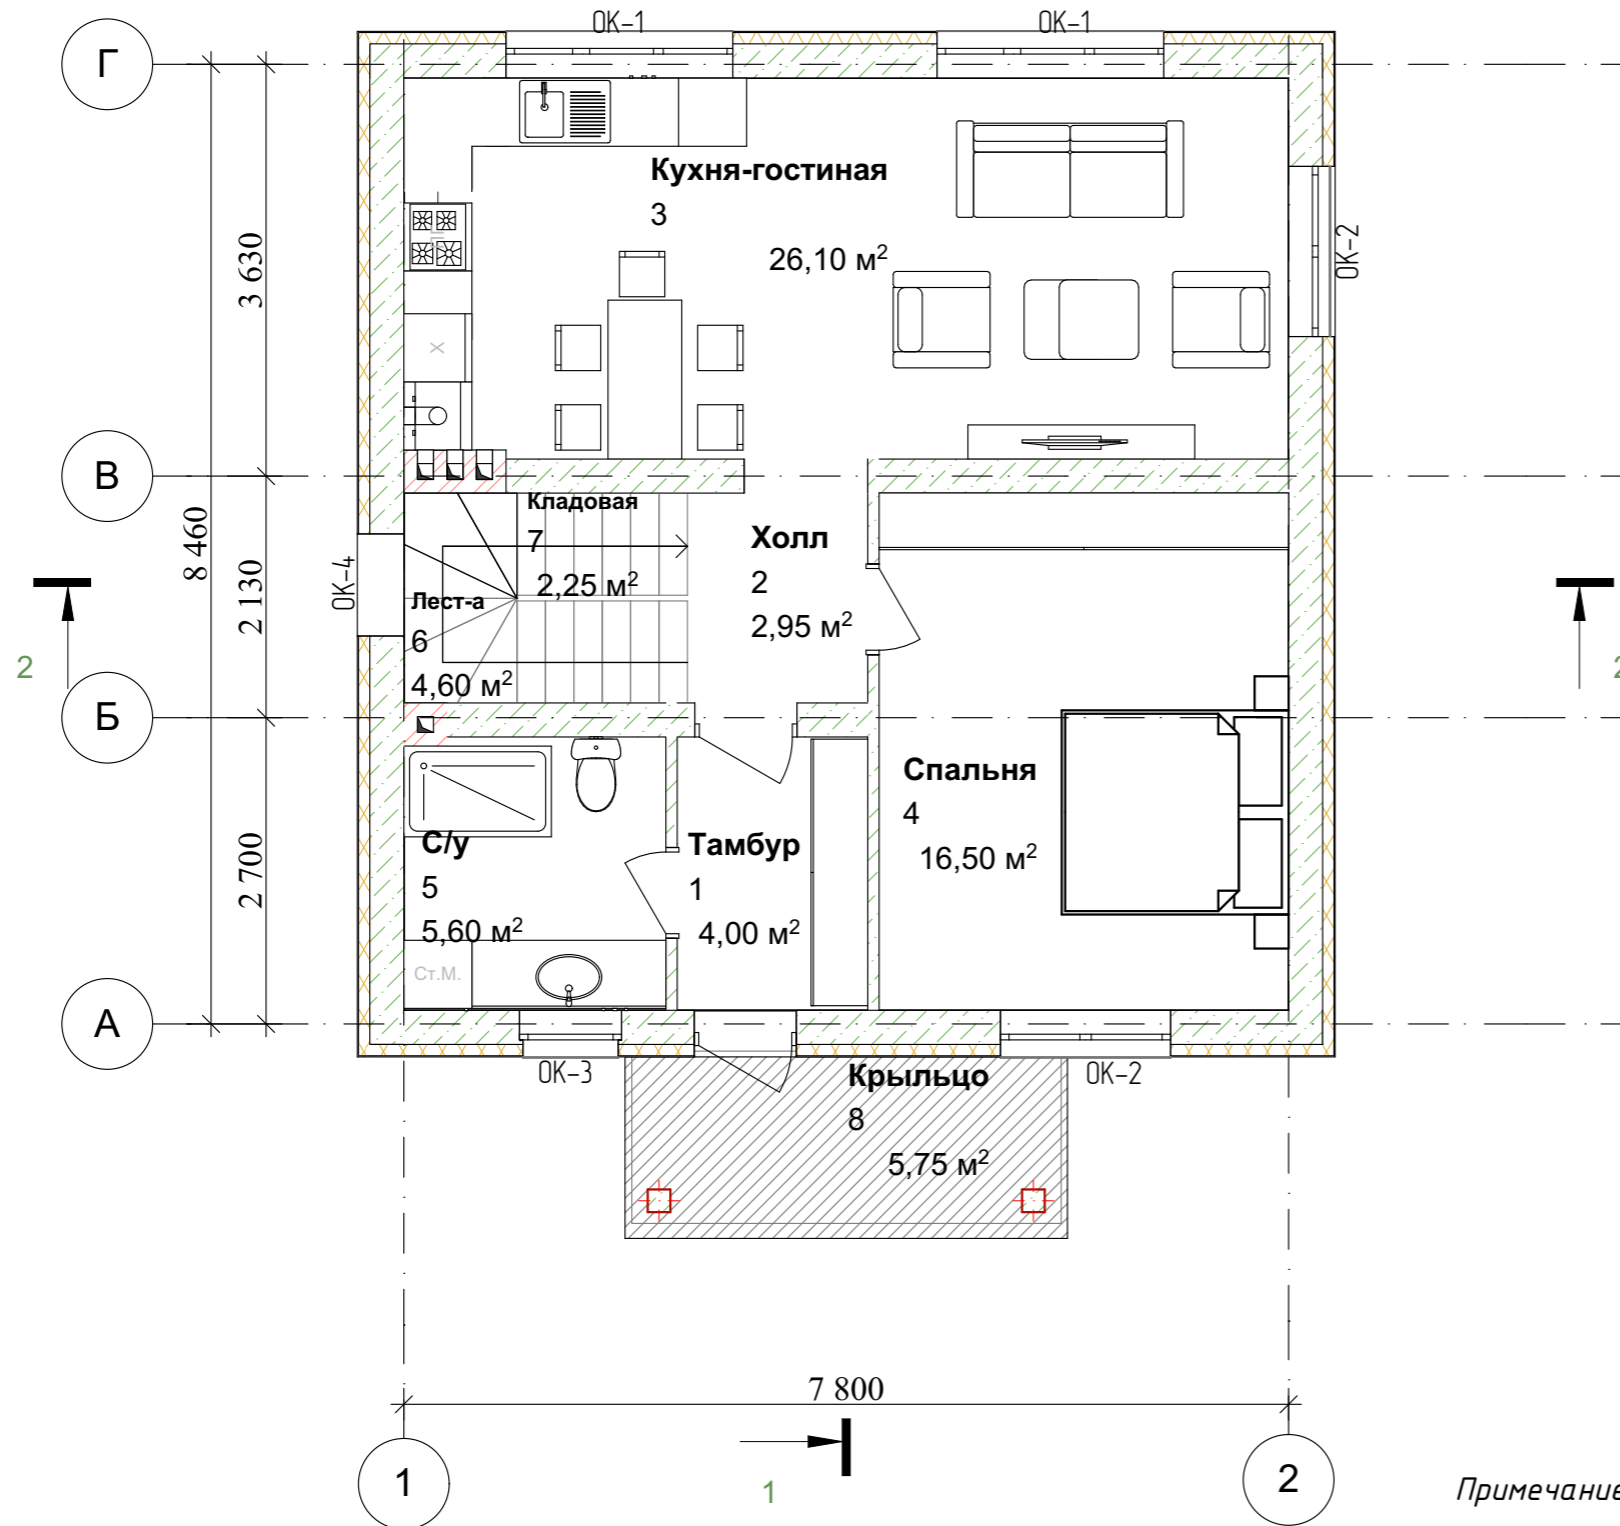 ОК-1
ОК-1
Г
Кухня-гостиная
3
26,10 м²
ОК-2
3 630
Х
В
8 460
Кладовая
7
2,25 м²
Холл
2
2,95 м²
ОК-4
2 130
Лест-а
6
4,60 м²
2
2
Б
Спальня
4
16,50 м²
С/у
5
5,60 м²
Тамбур
1
4,00 м²
2 700
Ст.М.
А
ОК-3
Крыльцо
8
5,75 м²
ОК-2
7 800
1
2
1
Примечание